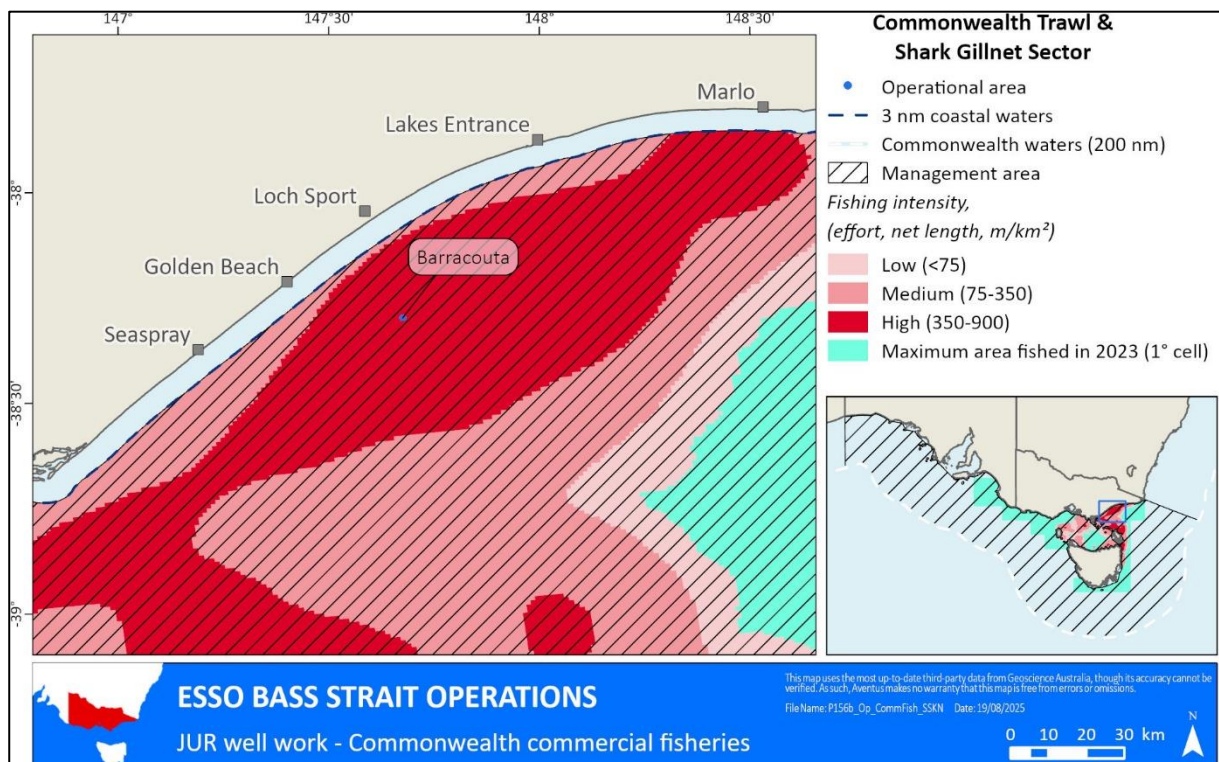 147°
147°30'
148°
148°30'
-38°
-38°30'
-39°
Marlo
Lakes Entrance
Loch Sport
Barracouta
Golden Beach
Seaspray
Commonwealth Trawl &
Shark Gillnet Sector
Operational area
3 nm coastal waters
Commonwealth waters (200 nm)
Management area
Fishing intensity,
(effort, net length, m/km²)
Low (<75)
Medium (75-350)
High (350-900)
Maximum area fished in 2023 (1° cell)
ESSO BASS STRAIT OPERATIONS
JUR well work - Commonwealth commercial fisheries
This map uses the most up-to-date third-party data from Geoscience Australia, though its accuracy cannot be
verified. As such, Aventus makes no warranty that this map is free from errors or omissions.
File Name: P156b_Op_CommFish_SSKN Date: 19/08/2025
N
0 10 20 30 km